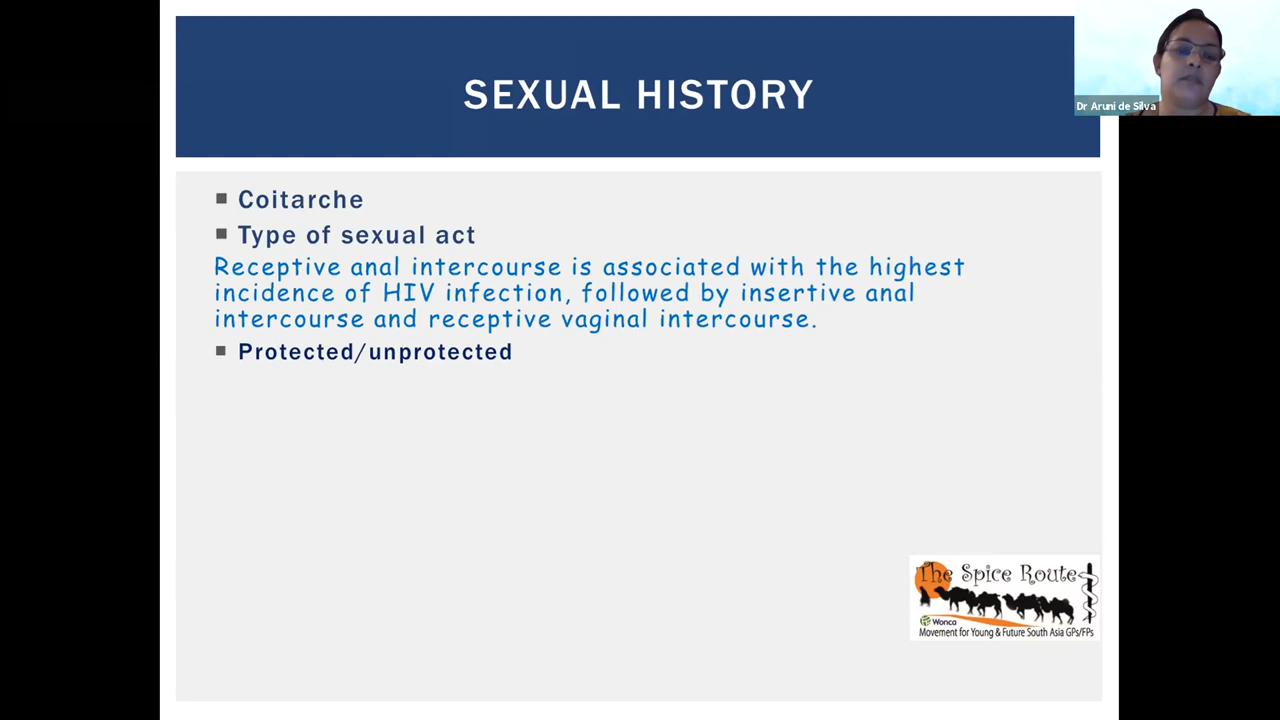 SEXUAL HISTORY
Dr Aruni de Silva
Coitarche
Type of sexual act
Receptive anal intercourse is associated with the highest
incidence of HIV infection, followed by insertive anal
intercourse and receptive vaginal intercourse.
Protected/unprotected
The Spice Route
Wonca
Movement for Young & Future South Asia GPs/FPs